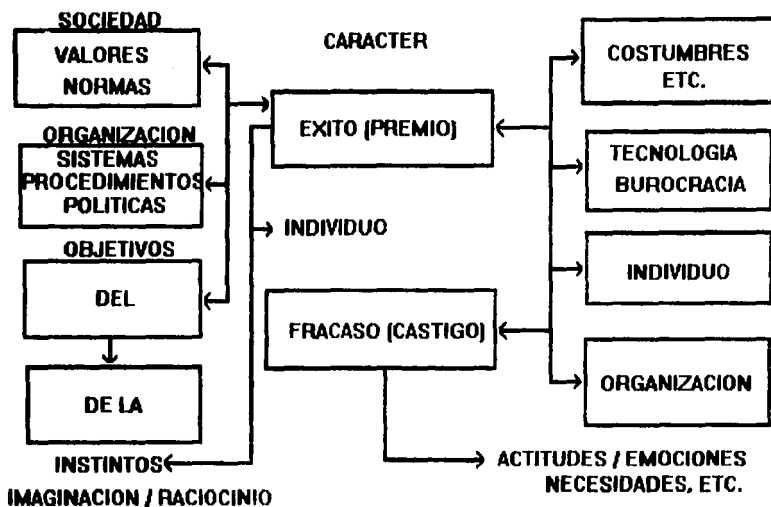 SOCIEDAD
VALORES
NORMAS
ORGANIZACION
SISTEMAS
PROCEDIMIENTOS
POLITICAS
OBJETIVOS
DEL
DE LA
INSTINTOS
IMAGINACION / RACIOCINIO
CARACTER
EXITO (PREMIO)
INDIVIDUO
FRACASO (CASTIGO)
ACTITUDES / EMOCIONES
NECESIDADES, ETC.
COSTUMBRES
ETC.
TECNOLOGIA
BUROCRACIA
INDIVIDUO
ORGANIZACION